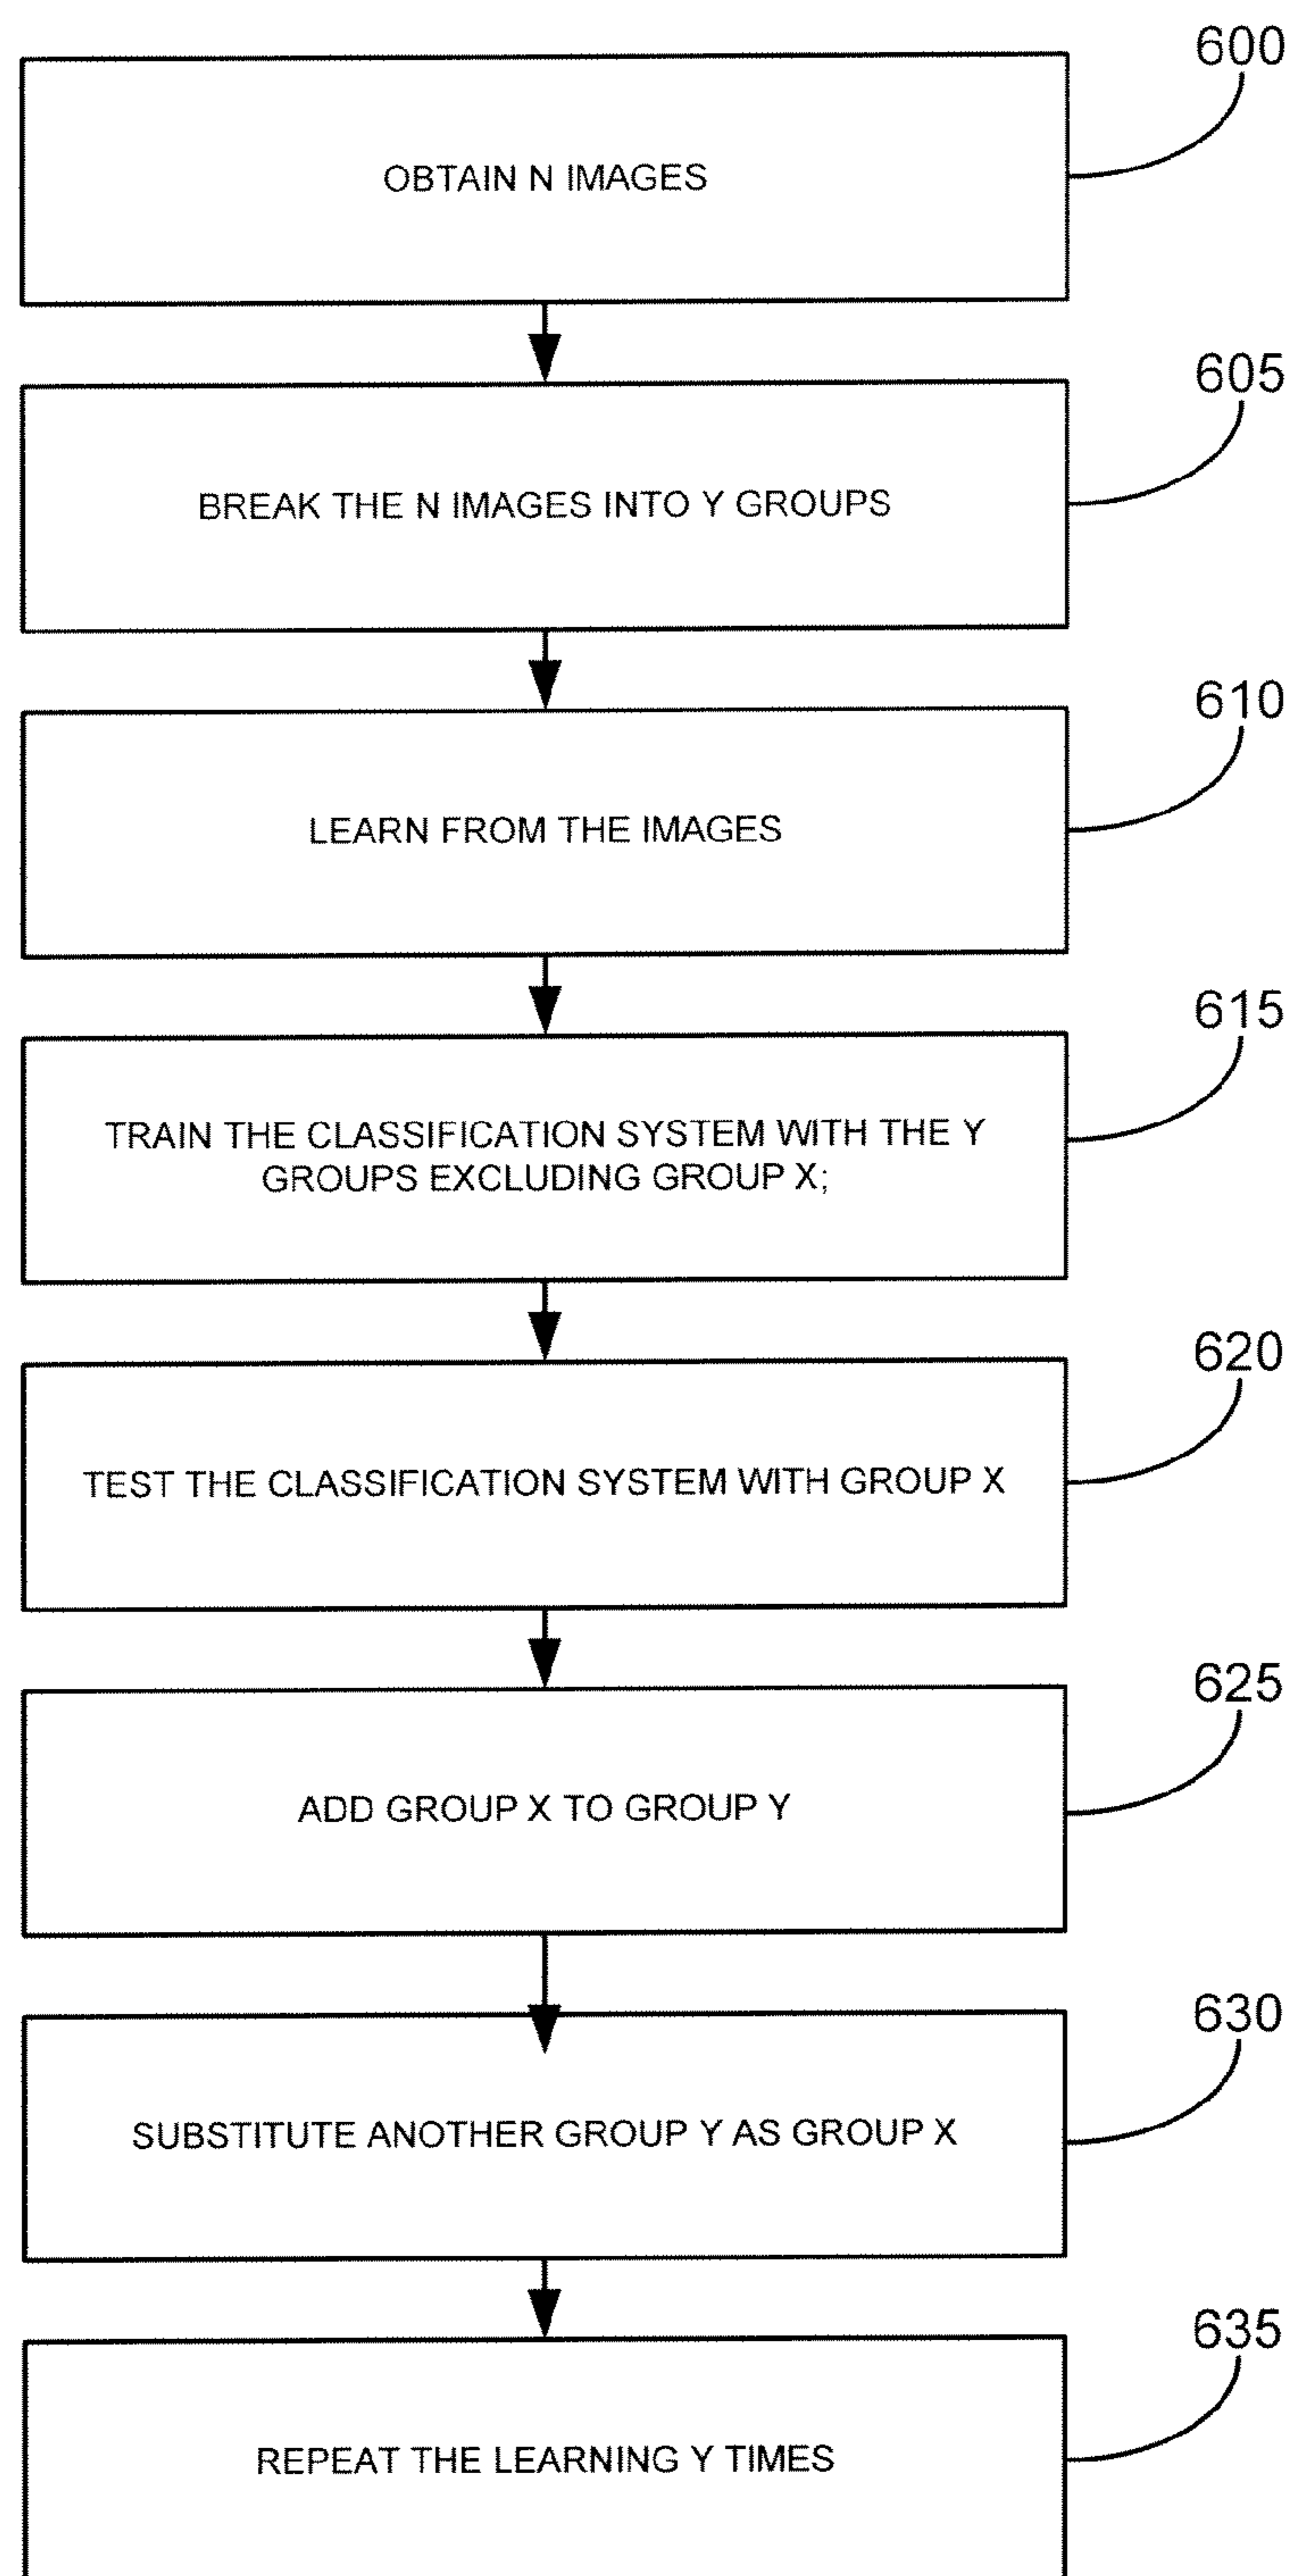 600
OBTAIN N IMAGES
605
BREAK THE N IMAGES INTO Y GROUPS
610
LEARN FROM THE IMAGES
615
TRAIN THE CLASSIFICATION SYSTEM WITH THE Y
GROUPS EXCLUDING GROUP X;
620
TEST THE CLASSIFICATION SYSTEM WITH GROUP X
625
ADD GROUP X TO GROUP Y
630
SUBSTITUTE ANOTHER GROUP Y AS GROUP X
635
REPEAT THE LEARNING Y TIMES